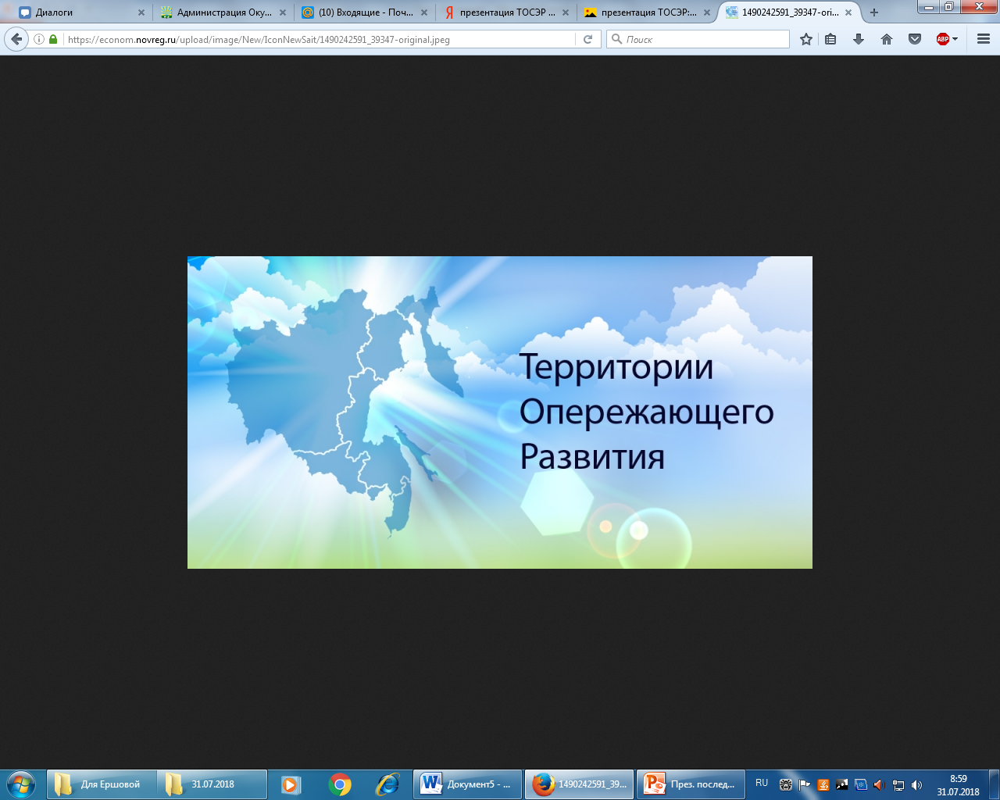 Диалоги
Администрация Оку...
(10) Входящие - Поч...
презентация ТОСЭР ...
презентация ТОСЭР:...
1490242591_39347-ori...
https://econom.novreg.ru/upload/image/New/IconNewSait/1490242591_39347-original.jpeg
Поиск
ABP
Территории
Опережающего
Развития
Для Ершовой
31.07.2018
Документ5 - ...
1490242591_39...
През. послед...
RU
8:59
31.07.2018